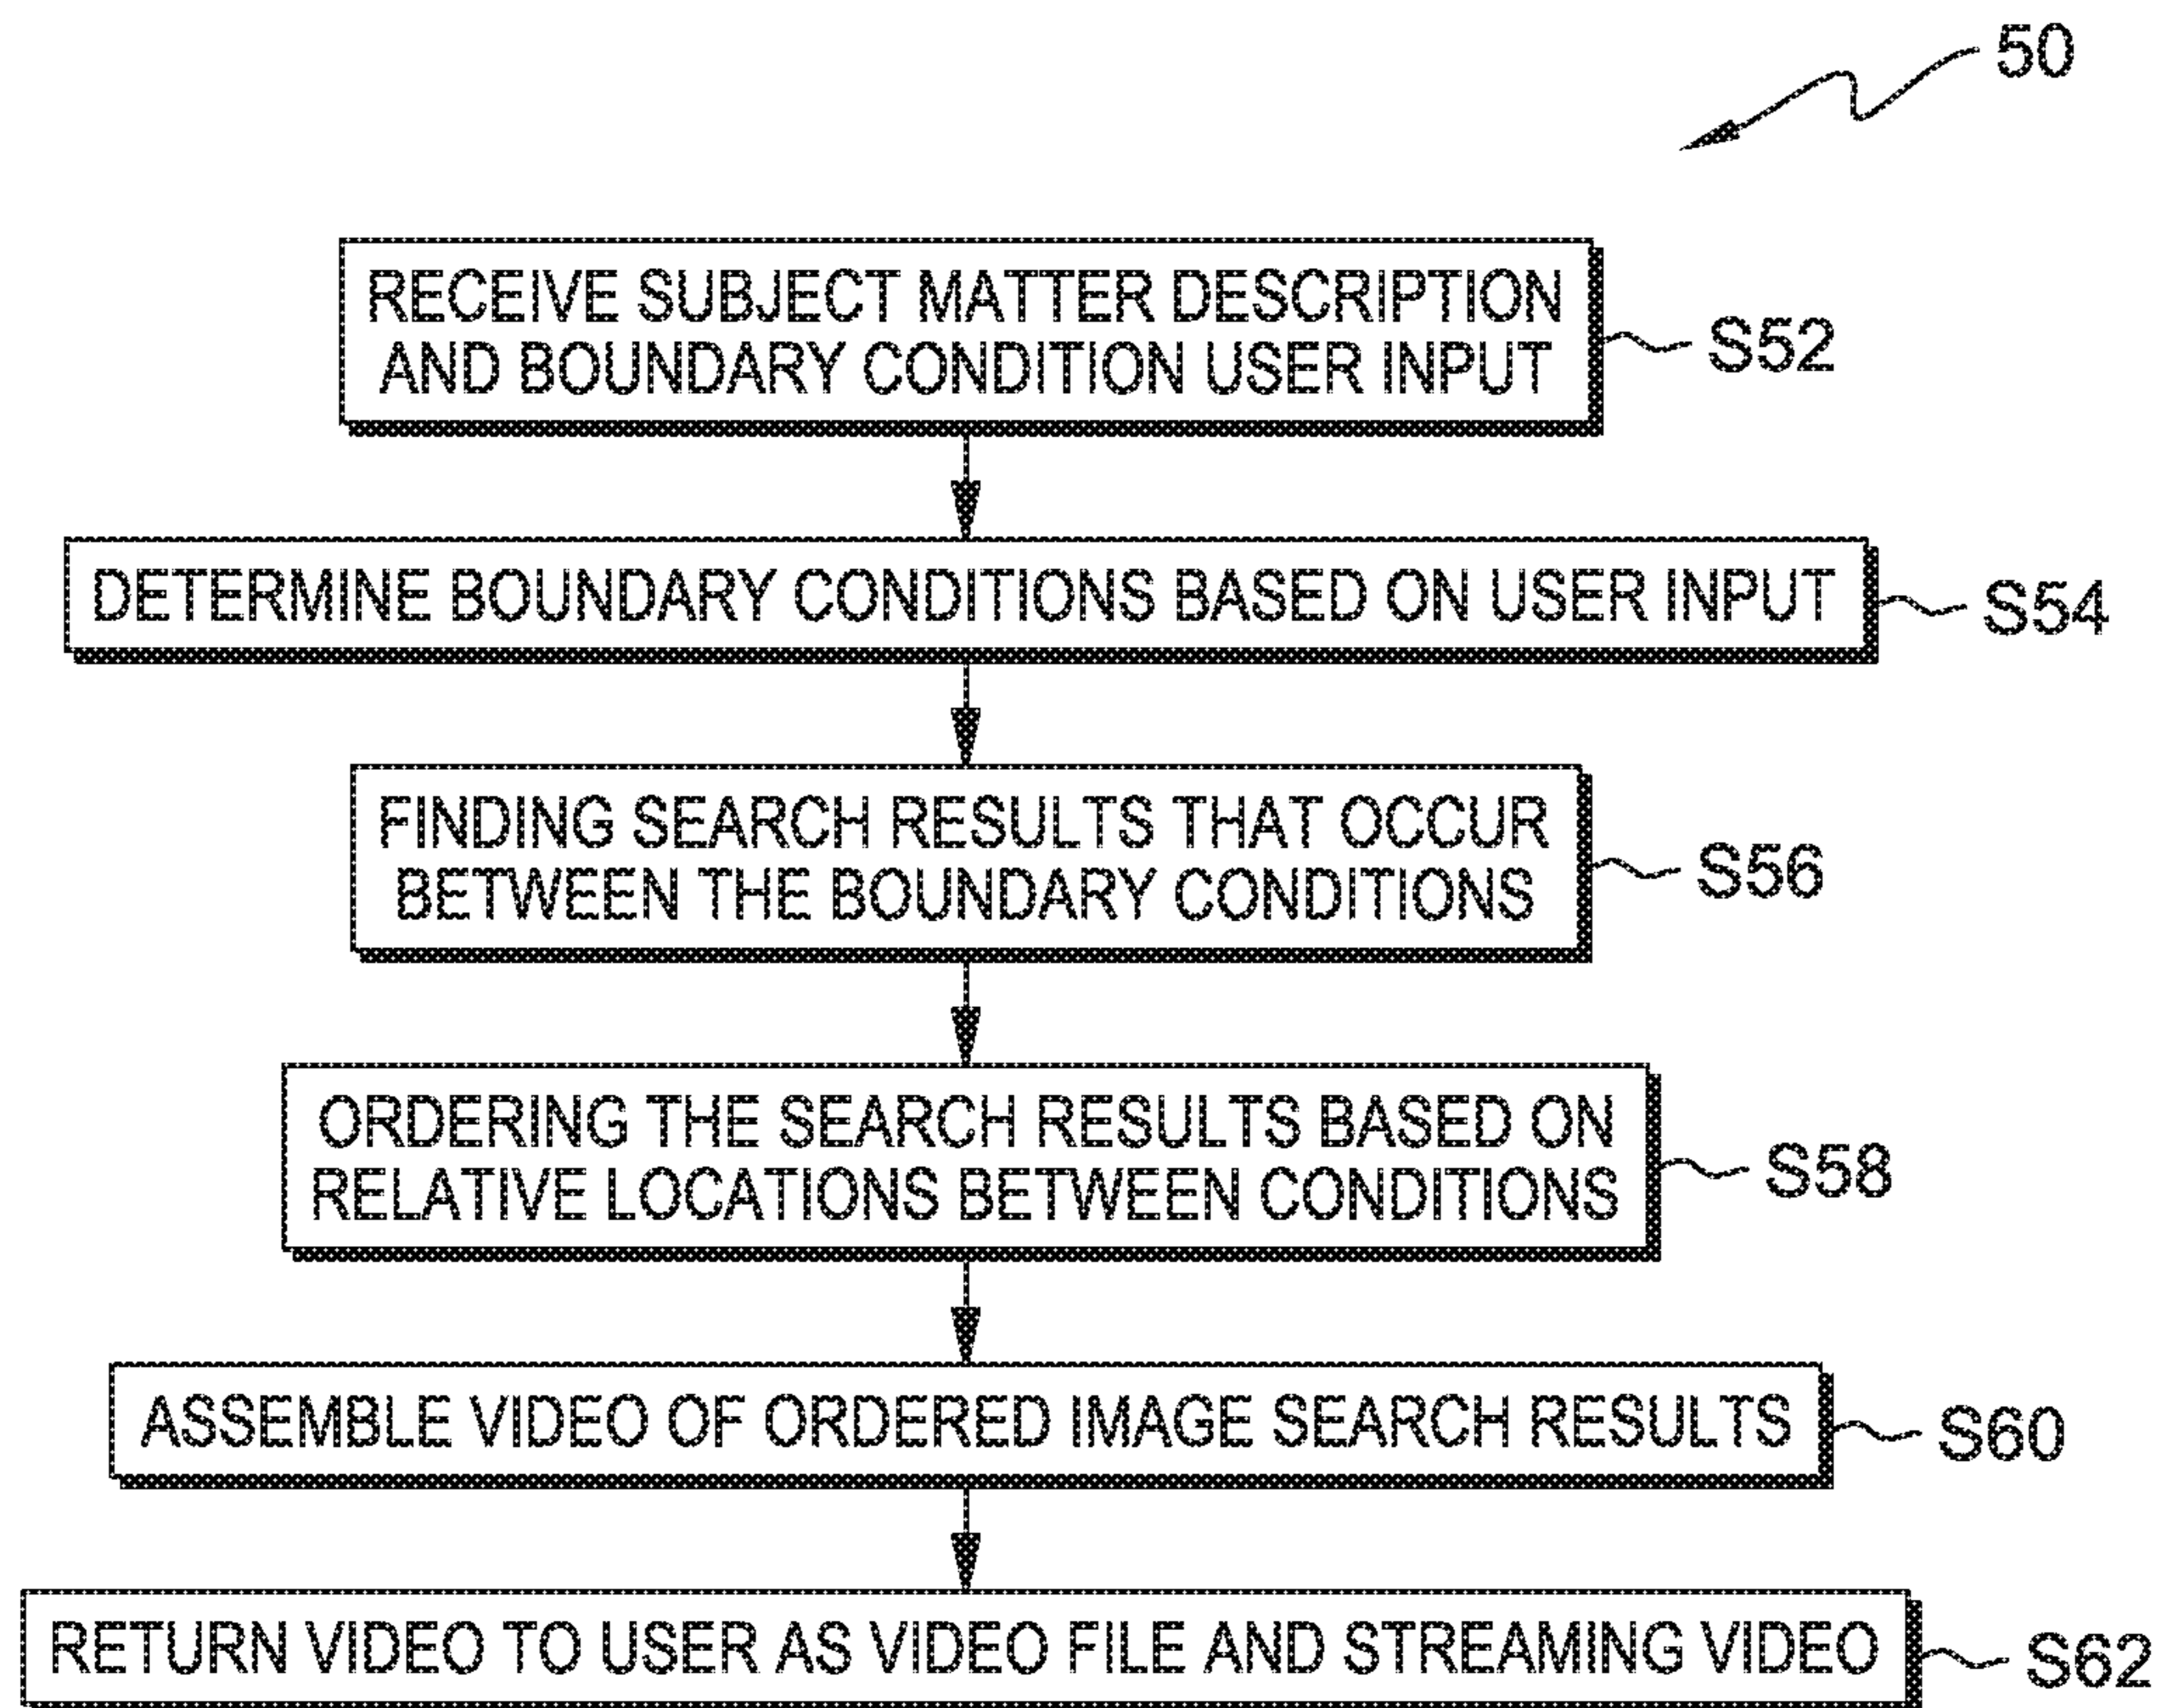 50
RECEIVE SUBJECT MATTER DESCRIPTION
AND BOUNDARY CONDITION USER INPUT
S52
DETERMINE BOUNDARY CONDITIONS BASED ON USER INPUT
S54
FINDING SEARCH RESULTS THAT OCCUR
BETWEEN THE BOUNDARY CONDITIONS
S56
ORDERING THE SEARCH RESULTS BASED ON
RELATIVE LOCATIONS BETWEEN CONDITIONS
S58
ASSEMBLE VIDEO OF ORDERED IMAGE SEARCH RESULTS
S60
RETURN VIDEO TO USER AS VIDEO FILE AND STREAMING VIDEO
S62